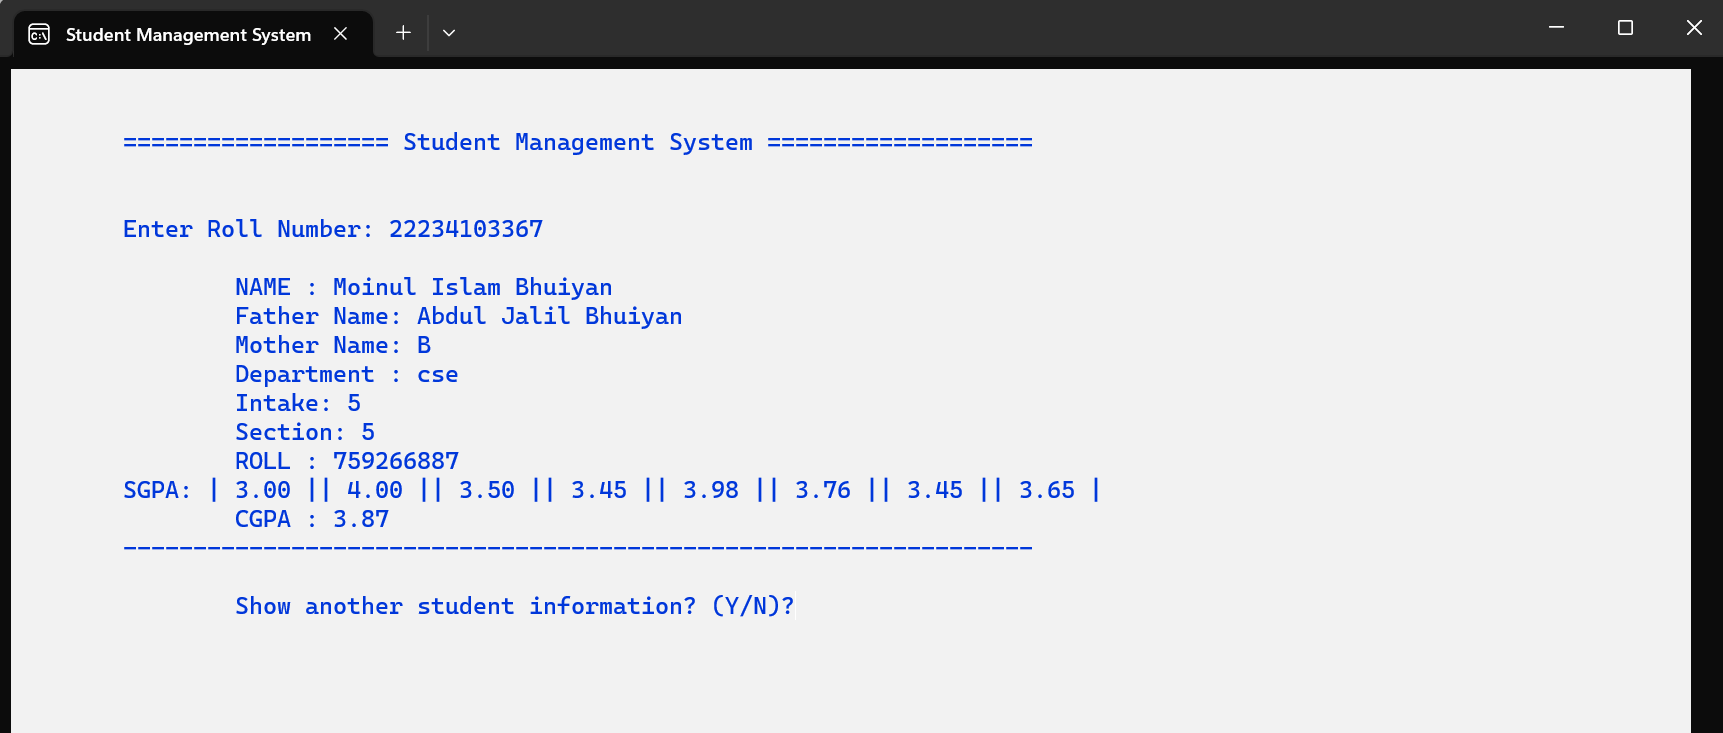 Student Management System
=================== Student Management System ===================
Enter Roll Number: 22234103367
NAME : Moinul Islam Bhuiyan
Father Name: Abdul Jalil Bhuiyan
Mother Name: B
Department : cse
Intake: 5
Section: 5
ROLL : 759266887
SGPA: | 3.00 || 4.00 || 3.50 || 3.45 || 3.98 || 3.76 || 3.45 || 3.65 |
CGPA : 3.87
-----------------------------------------------------------------
Show another student information? (Y/N)?